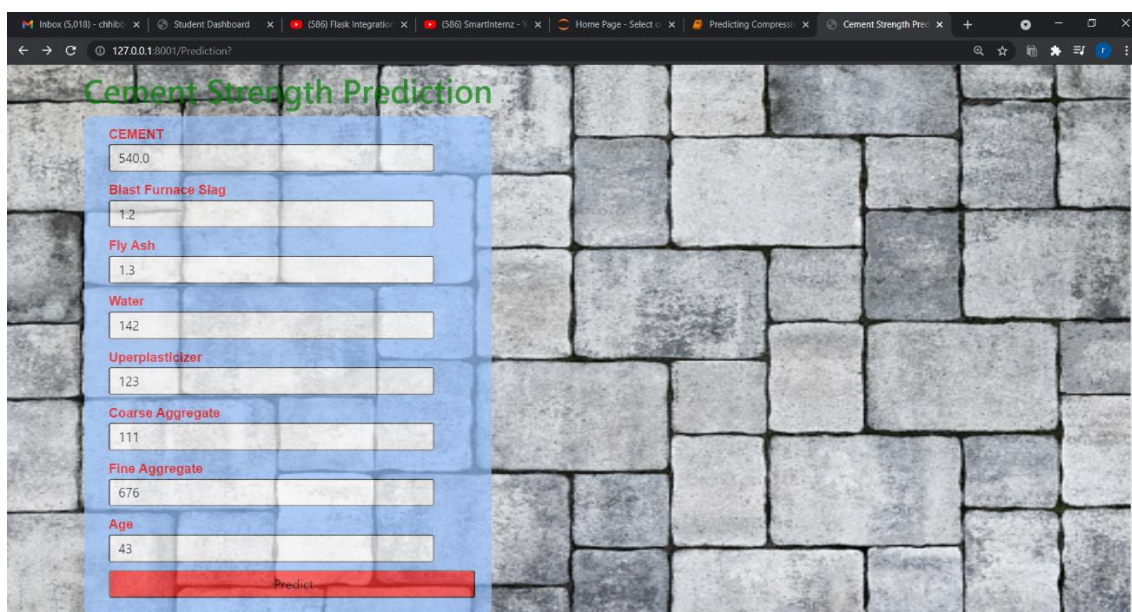 Inbox (5,018) - chhibb
Student Dashboard
(586) Flask Integration
(586) SmartInternz - Y
Home Page - Select o
Predicting Compressi
Cement Strength Pred
127.0.0.1:8001/Prediction?
r
Cement Strength Prediction
CEMENT
540.0
Blast Furnace Slag
1.2
Fly Ash
1.3
Water
142
Uperplasticizer
123
Coarse Aggregate
111
Fine Aggregate
676
Age
43
Predict